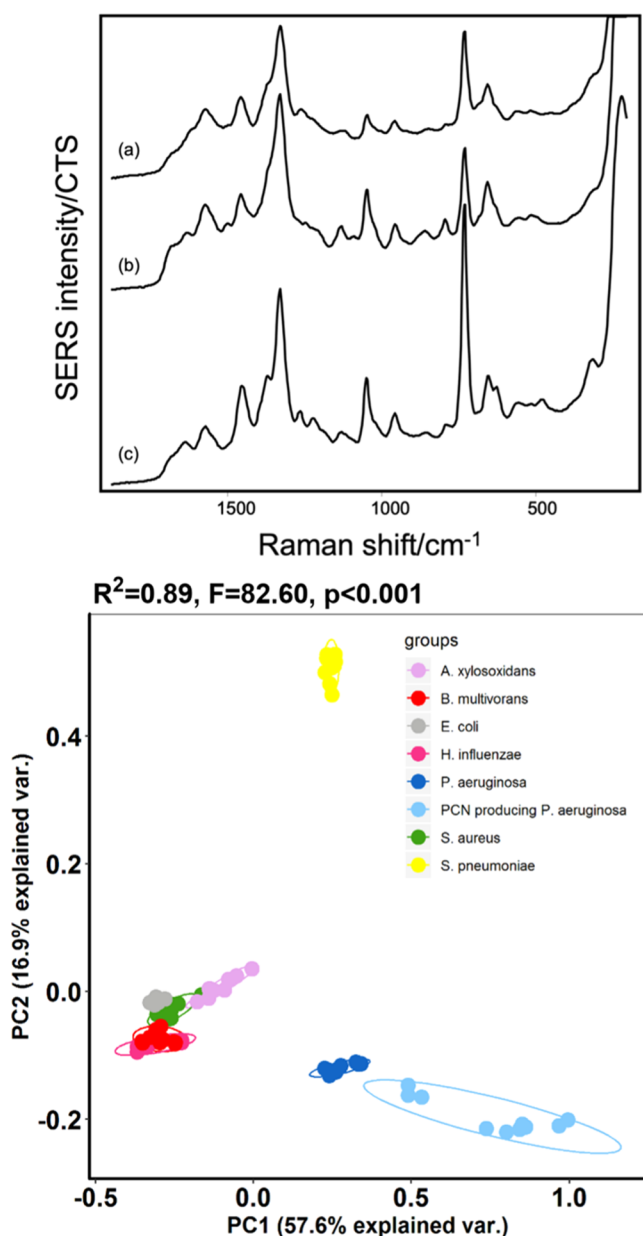 SERS intensity/CTS
(a)
(b)
(c)
1500
1000
500
Raman shift/cm-1
R2=0.89, F=82.60, p<0.001
groups
A. xylosoxidans
B. multivorans
E. coli
H. influenzae
P. aeruginosa
PCN producing P. aeruginosa
S. aureus
S. pneumoniae
PC2 (16.9% explained var.)
0.4
0.2
0.0
-0.2
-0.5
0.0
0.5
1.0
PC1 (57.6% explained var.)